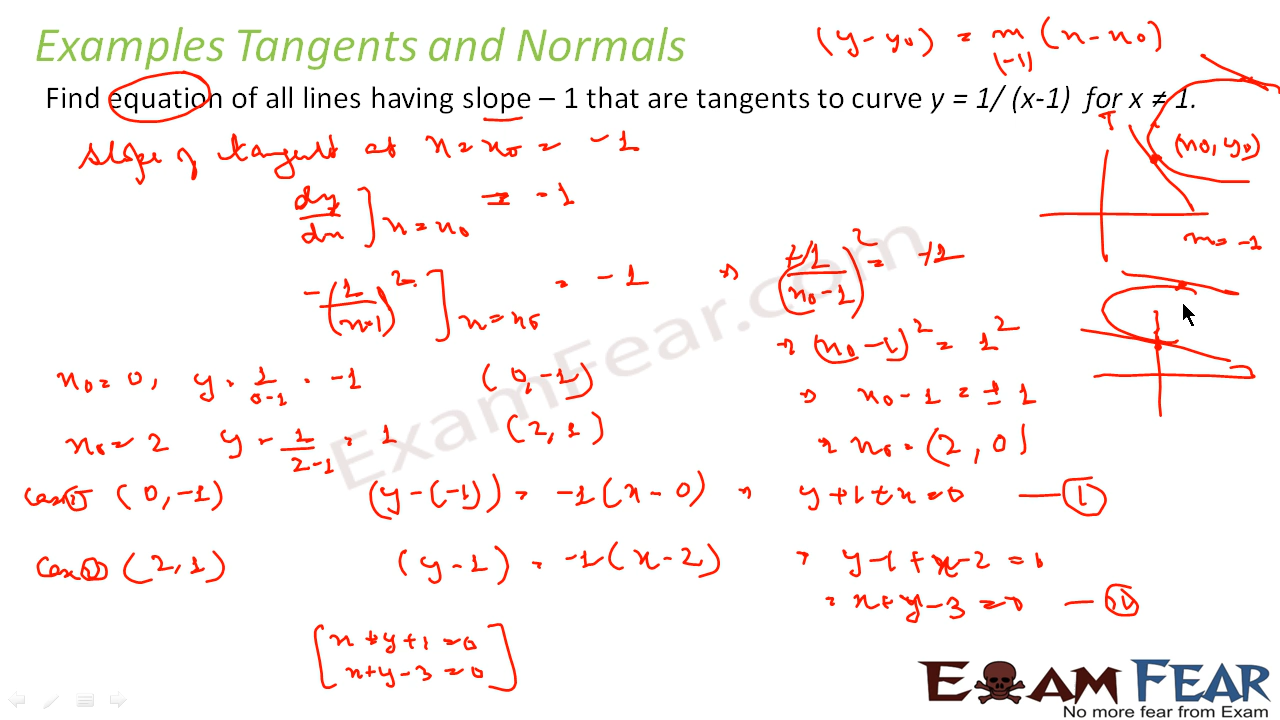 Examples Tangents and Normals
(y - y0) = m (x - x0)
(-1)
Find equation of all lines having slope – 1 that are tangents to curve y = 1/ (x-1) for x ≠ 1.
Slope of tangent at x = x0 = -1
T
(x0, y0)
m = -1
dy/dx ] x = x0 = -1
-(1/(x-1))^2 ] x = x0 = -1
⇒ (+1/(x0-1))^2 = +1
⇒ (x0 - 1)^2 = 1^2
⇒ x0 - 1 = ± 1
⇒ x0 = (2, 0)
x0 = 0, y = 1/(0-1) = -1 (0, -1)
x0 = 2 y = 1/(2-1) = 1 (2, 1)
Case (0, -1) (y-(-1)) = -1(x - 0) ⇒ y + 1 + x = 0 — (1)
Case (2, 1) (y - 1) = -1(x - 2) ⇒ y - 1 + x - 2 = 0
= x + y - 3 = 0 —
[ x + y + 1 = 0
x + y - 3 = 0 ]
ExamFear.com
EXAM FEAR
No more fear from Exam